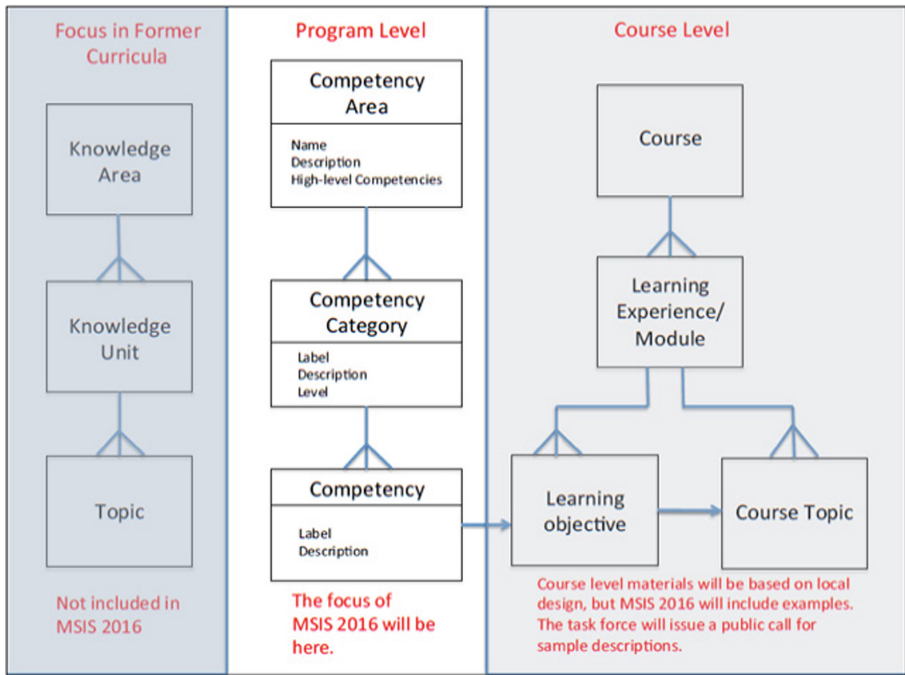 Focus in Former
Curricula
Knowledge
Area
Knowledge
Unit
Topic
Not included in
MSIS 2016
Program Level
Competency
Area
Name
Description
High-level Competencies
Competency
Category
Label
Description
Level
Competency
Label
Description
The focus of
MSIS 2016 will be
here.
Course Level
Course
Learning
Experience/
Module
Learning
objective
Course Topic
Course level materials will be based on local
design, but MSIS 2016 will include examples.
The task force will issue a public call for
sample descriptions.